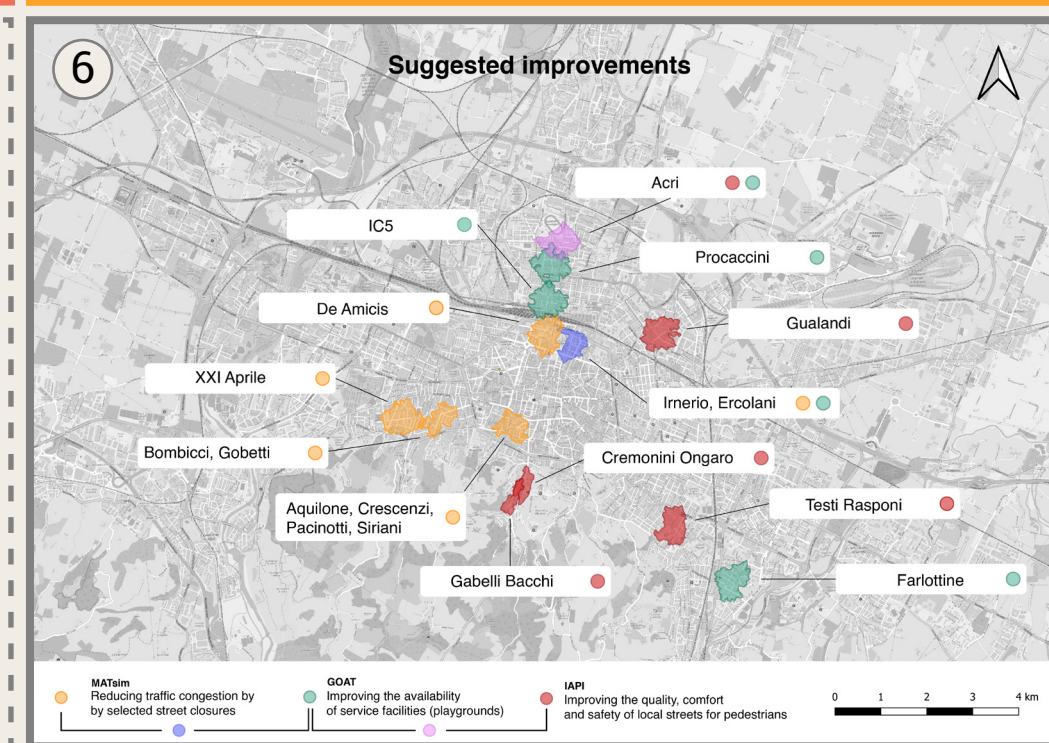 6
Suggested improvements
Acri
IC5
Procaccini
De Amicis
Gualandi
XXI Aprile
Irnerio, Ercolani
Bombicci, Gobetti
Cremonini Ongaro
Aquilone, Crescenzi,
Pacinotti, Siriani
Testi Rasponi
Gabelli Bacchi
Farlottine
MATsim
Reducing traffic congestion by
by selected street closures
GOAT
Improving the availability
of service facilities (playgrounds)
IAPI
Improving the quality, comfort
and safety of local streets for pedestrians
0 1 2 3 4 km